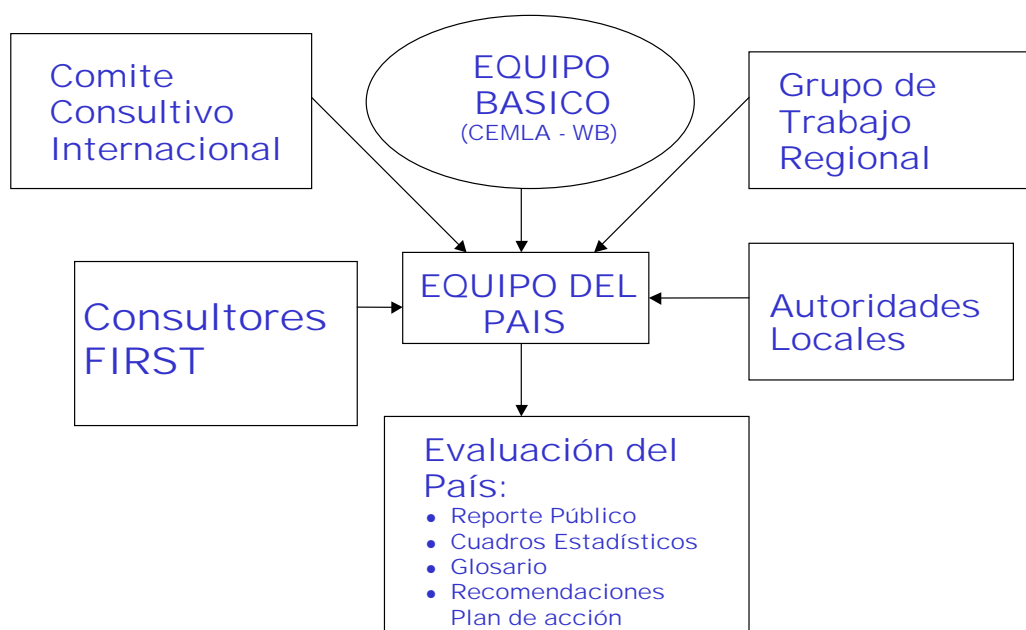 Comite
Consultivo
Internacional
EQUIPO
BASICO
(CEMLA - WB)
Grupo de
Trabajo
Regional
Consultores
FIRST
EQUIPO DEL
PAIS
Autoridades
Locales
Evaluación del
País:
• Reporte Público
• Cuadros Estadísticos
• Glosario
• Recomendaciones
Plan de acción